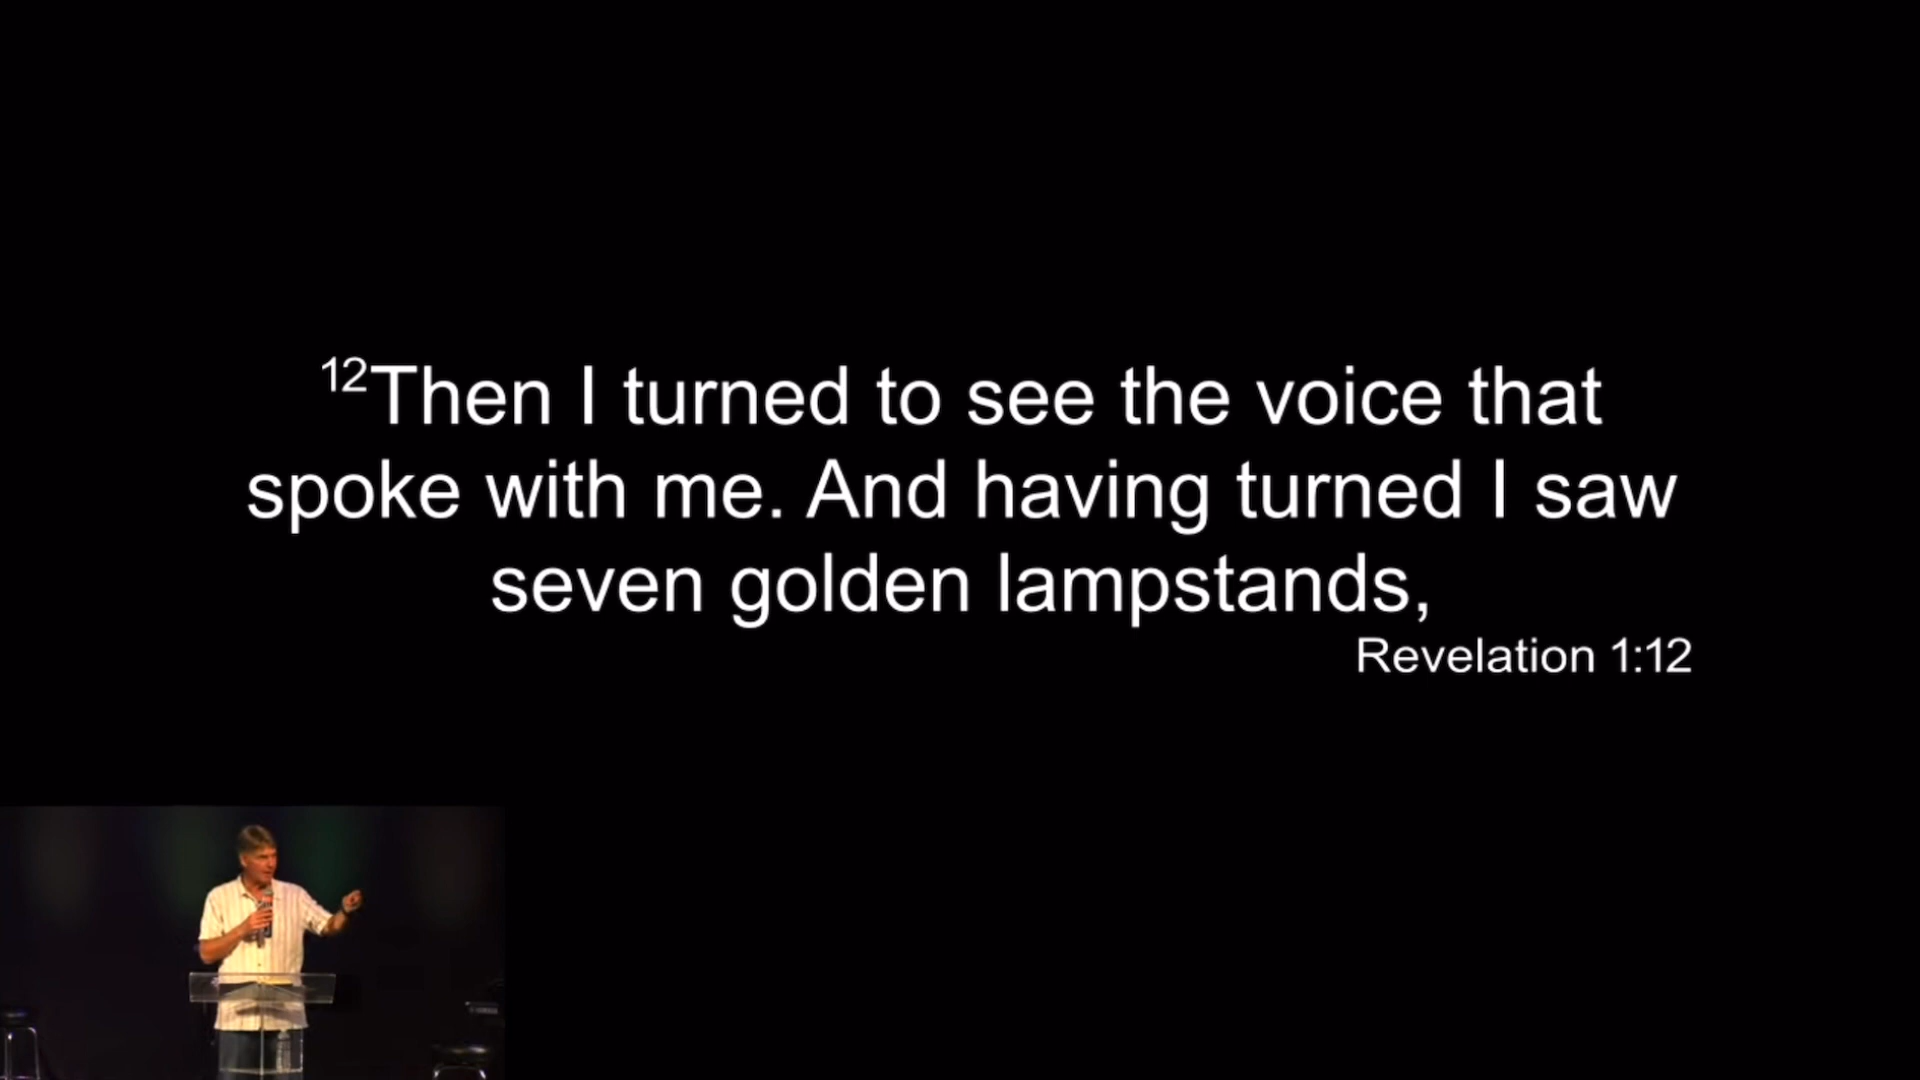 12Then I turned to see the voice that
spoke with me. And having turned I saw
seven golden lampstands,
Revelation 1:12